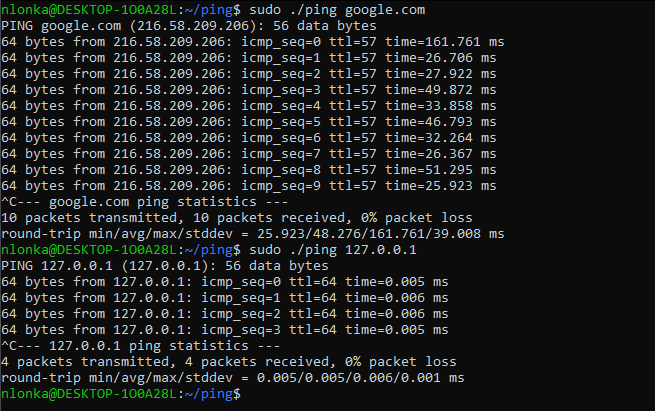 nlonka@DESKTOP-1O0A28L:~/ping$ sudo ./ping google.com
PING google.com (216.58.209.206): 56 data bytes
64 bytes from 216.58.209.206: icmp_seq=0 ttl=57 time=161.761 ms
64 bytes from 216.58.209.206: icmp_seq=1 ttl=57 time=26.706 ms
64 bytes from 216.58.209.206: icmp_seq=2 ttl=57 time=27.922 ms
64 bytes from 216.58.209.206: icmp_seq=3 ttl=57 time=49.872 ms
64 bytes from 216.58.209.206: icmp_seq=4 ttl=57 time=33.858 ms
64 bytes from 216.58.209.206: icmp_seq=5 ttl=57 time=46.793 ms
64 bytes from 216.58.209.206: icmp_seq=6 ttl=57 time=32.264 ms
64 bytes from 216.58.209.206: icmp_seq=7 ttl=57 time=26.367 ms
64 bytes from 216.58.209.206: icmp_seq=8 ttl=57 time=51.295 ms
64 bytes from 216.58.209.206: icmp_seq=9 ttl=57 time=25.923 ms
^C--- google.com ping statistics ---
10 packets transmitted, 10 packets received, 0% packet loss
round-trip min/avg/max/stddev = 25.923/48.276/161.761/39.008 ms
nlonka@DESKTOP-1O0A28L:~/ping$ sudo ./ping 127.0.0.1
PING 127.0.0.1 (127.0.0.1): 56 data bytes
64 bytes from 127.0.0.1: icmp_seq=0 ttl=64 time=0.005 ms
64 bytes from 127.0.0.1: icmp_seq=1 ttl=64 time=0.006 ms
64 bytes from 127.0.0.1: icmp_seq=2 ttl=64 time=0.006 ms
64 bytes from 127.0.0.1: icmp_seq=3 ttl=64 time=0.005 ms
^C--- 127.0.0.1 ping statistics ---
4 packets transmitted, 4 packets received, 0% packet loss
round-trip min/avg/max/stddev = 0.005/0.005/0.006/0.001 ms
nlonka@DESKTOP-1O0A28L:~/ping$